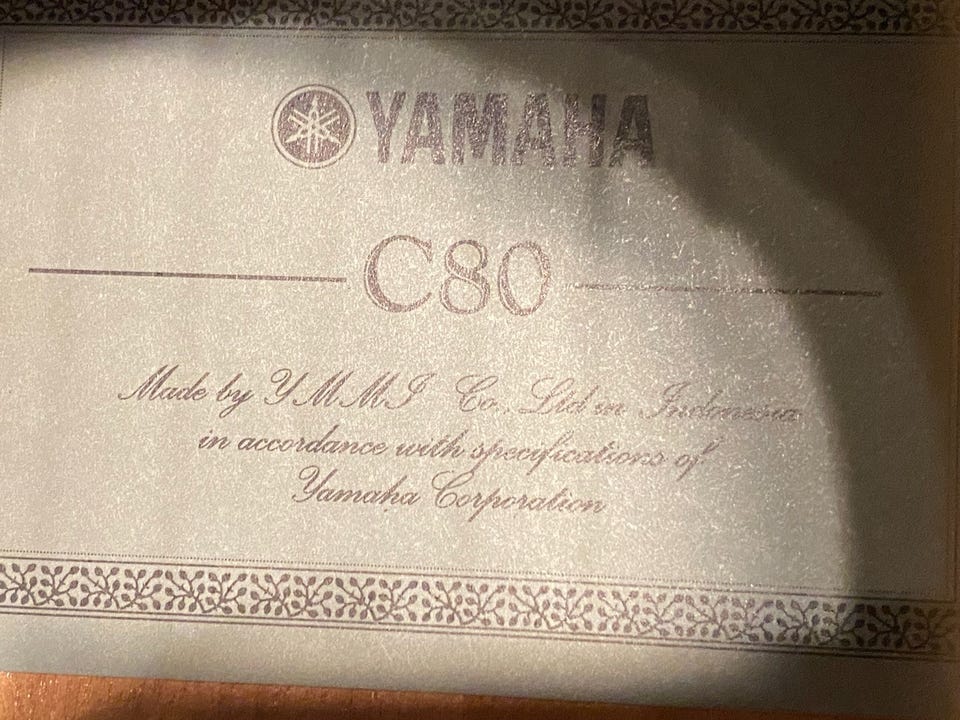 YAMAHA
C80
Made by YMMI Co., Ltd in Indonesia
in accordance with specifications of
Yamaha Corporation